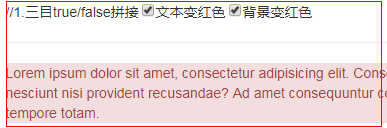 //1.三目true/false拼接 文本变红色 背景变红色
Lorem ipsum dolor sit amet, consectetur adipisicing elit. Cons
nesciunt nisi provident recusandae? Ad amet consequuntur c
tempore totam.